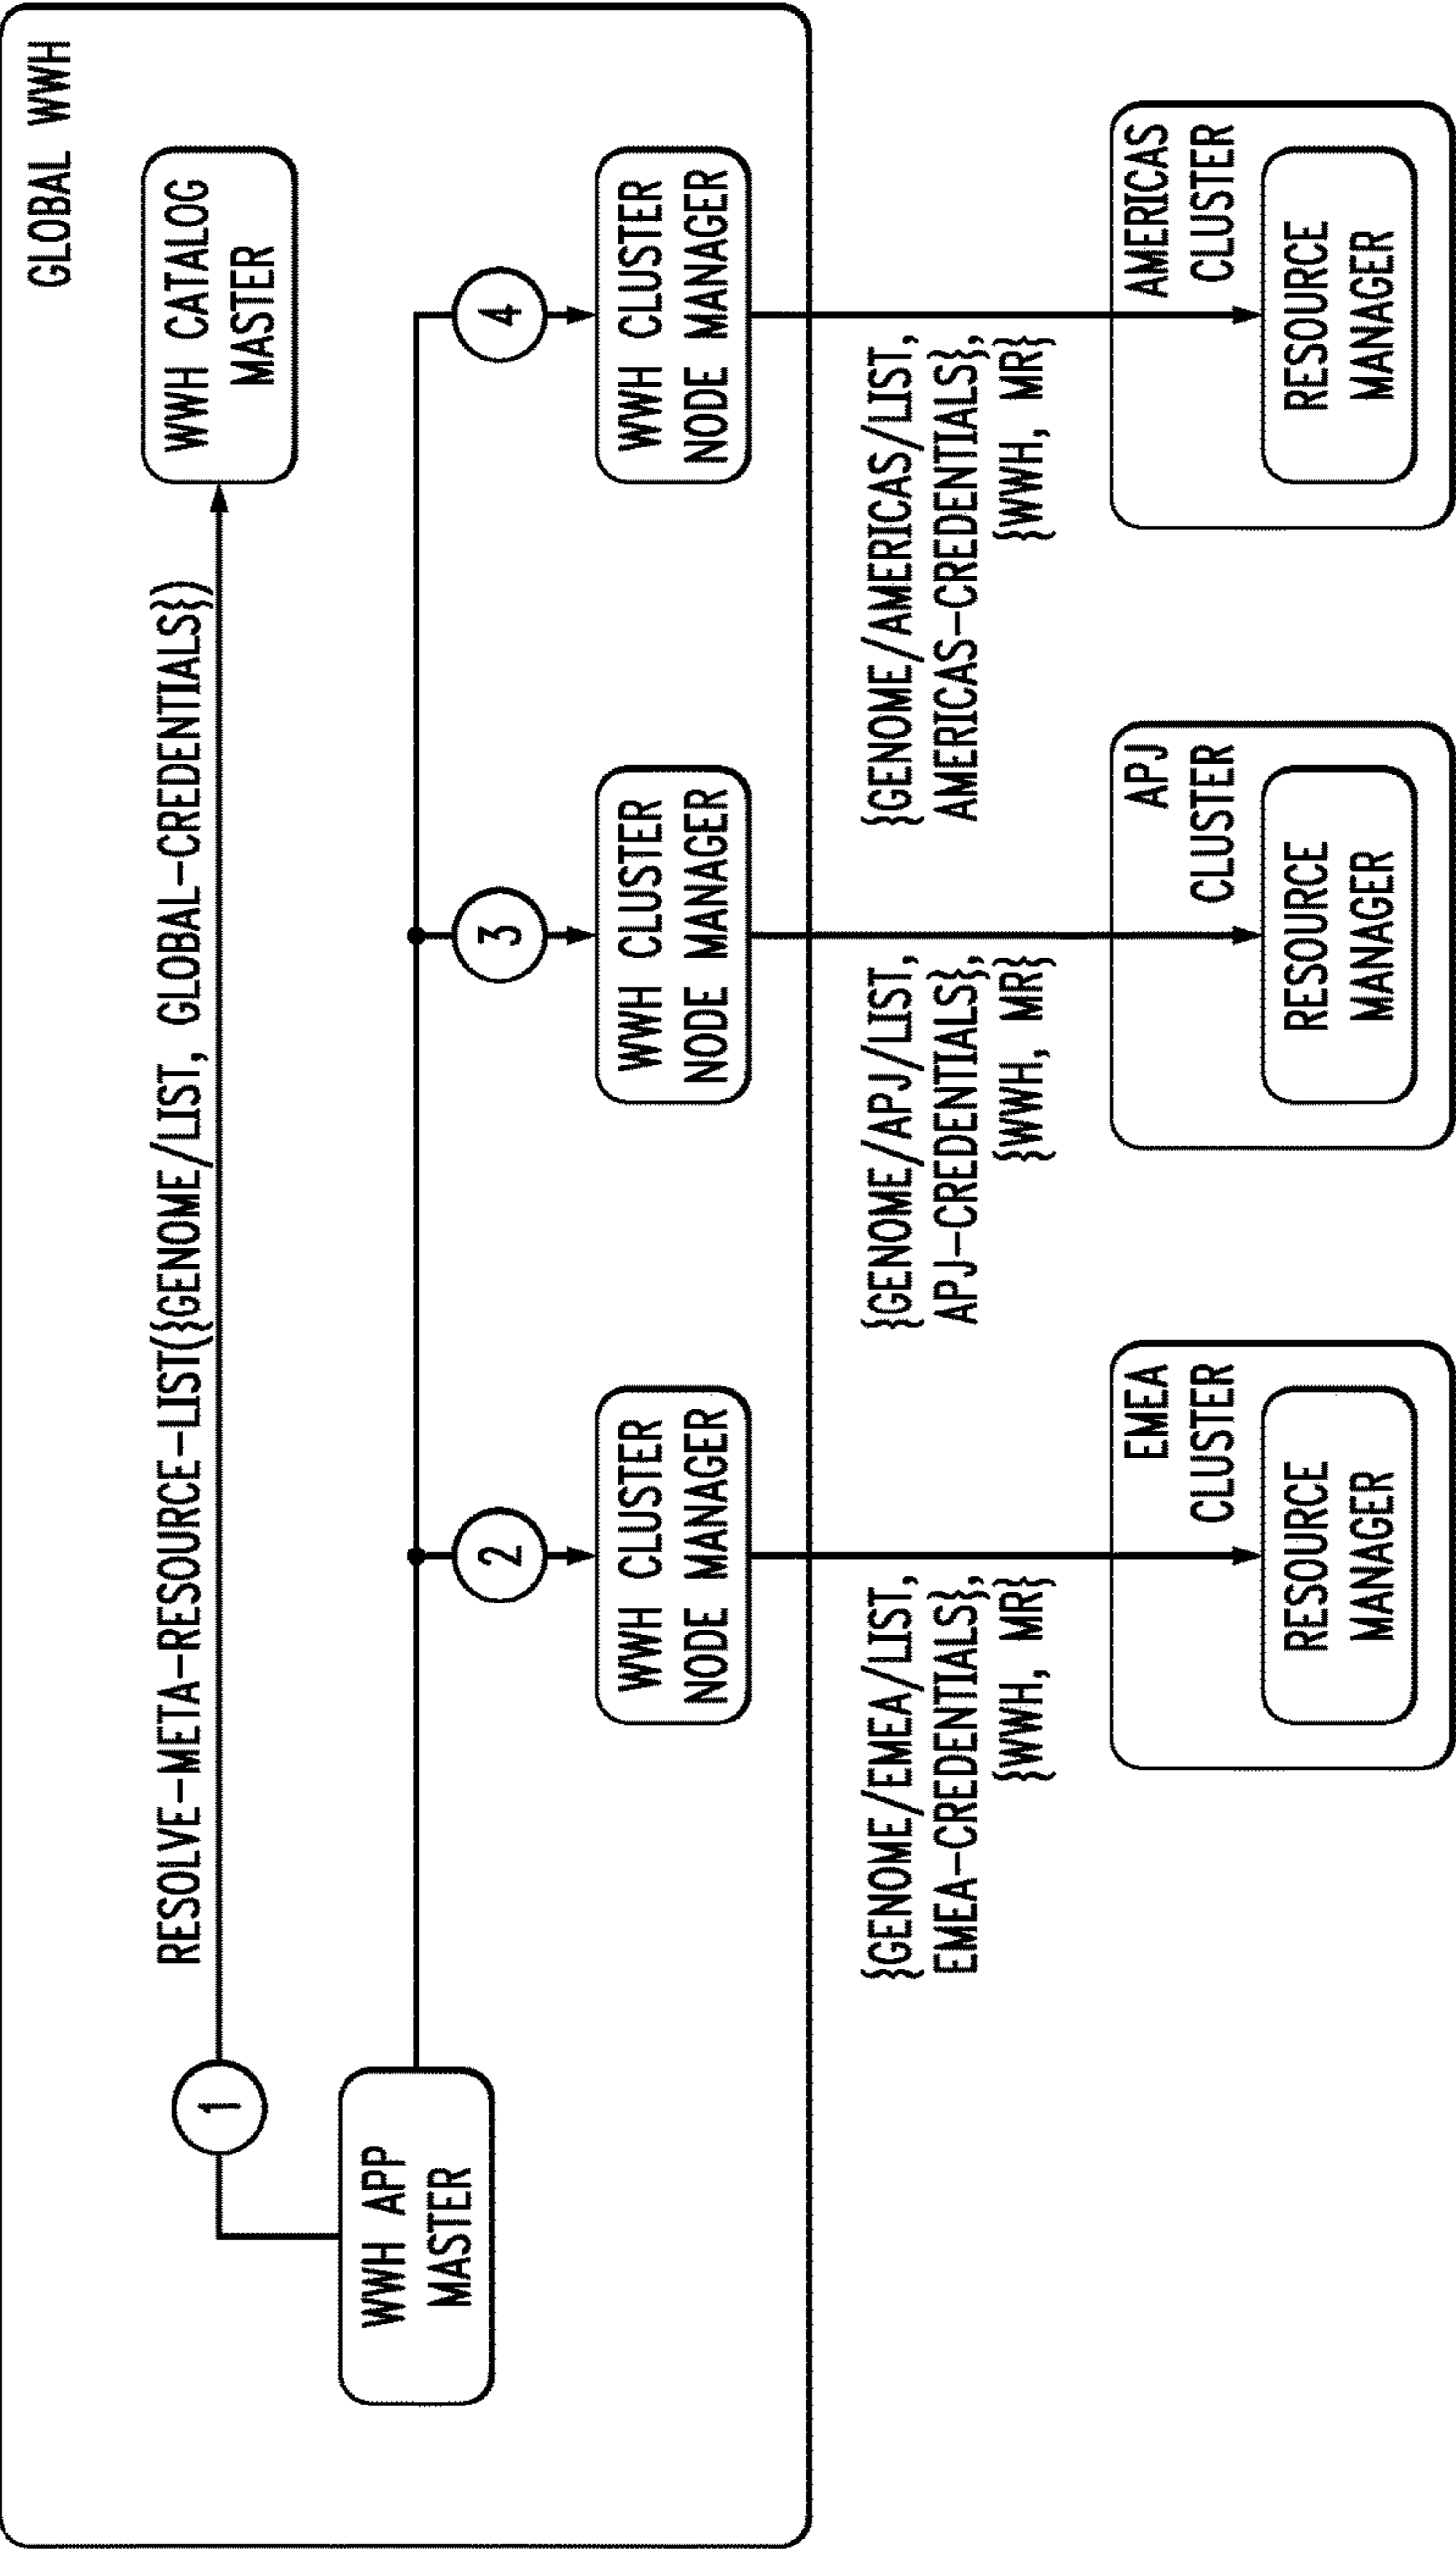 GLOBAL WWH
RESOLVE-META-RESOURCE-LIST({GENOME/LIST, GLOBAL-CREDENTIALS})
1
WWH CATALOG
MASTER
WWH APP
MASTER
2
3
4
WWH CLUSTER
NODE MANAGER
WWH CLUSTER
NODE MANAGER
WWH CLUSTER
NODE MANAGER
{GENOME/EMEA/LIST,
EMEA-CREDENTIALS},
{WWH, MR}
{GENOME/APJ/LIST,
APJ-CREDENTIALS},
{WWH, MR}
{GENOME/AMERICAS/LIST,
AMERICAS-CREDENTIALS},
{WWH, MR}
EMEA
CLUSTER
RESOURCE
MANAGER
APJ
CLUSTER
RESOURCE
MANAGER
AMERICAS
CLUSTER
RESOURCE
MANAGER